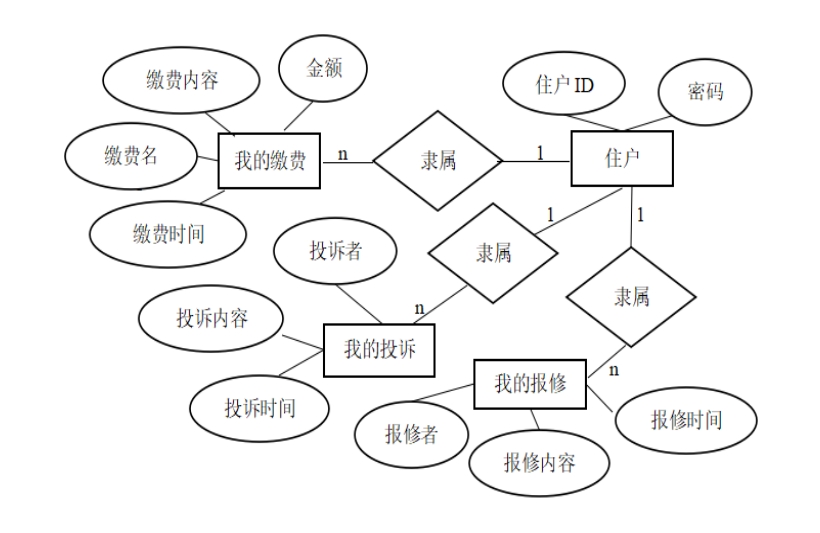 金额
缴费内容
住户 ID
密码
缴费名
我的缴费
n
隶属
1
住户
缴费时间
投诉者
隶属
1
1
隶属
投诉内容
n
我的投诉
n
我的报修
投诉时间
报修者
报修内容
报修时间